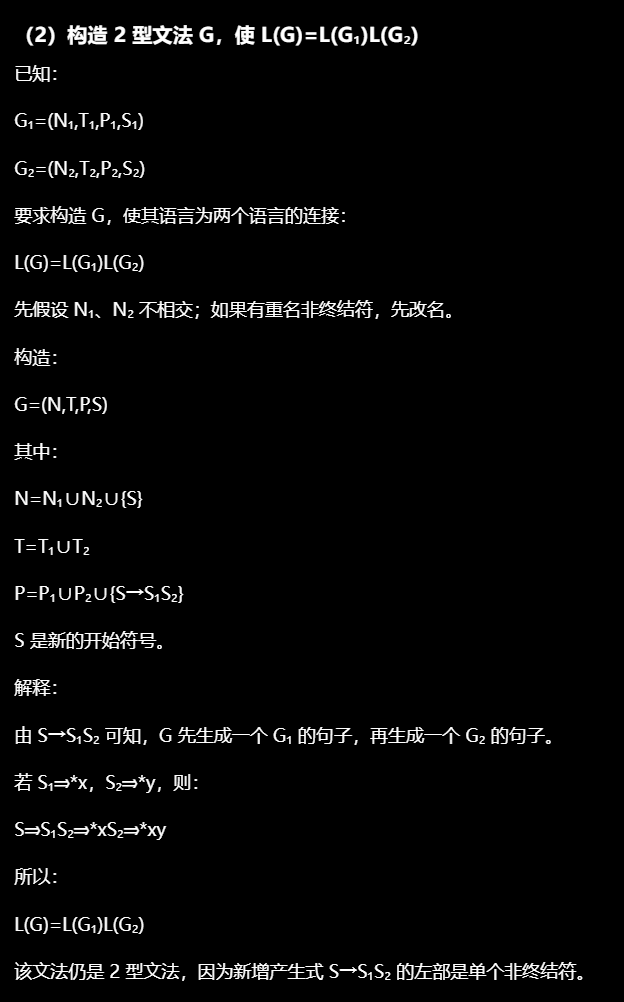 （2）构造 2 型文法 G，使 L(G)=L(G₁)L(G₂)
已知：
G₁=(N₁,T₁,P₁,S₁)
G₂=(N₂,T₂,P₂,S₂)
要求构造 G，使其语言为两个语言的连接：
L(G)=L(G₁)L(G₂)
先假设 N₁、N₂ 不相交；如果有重名非终结符，先改名。
构造：
G=(N,T,P,S)
其中：
N=N₁∪N₂∪{S}
T=T₁∪T₂
P=P₁∪P₂∪{S→S₁S₂}
S 是新的开始符号。
解释：
由 S→S₁S₂ 可知，G 先生成一个 G₁ 的句子，再生成一个 G₂ 的句子。
若 S₁⇒*x，S₂⇒*y，则：
S⇒S₁S₂⇒*xS₂⇒*xy
所以：
L(G)=L(G₁)L(G₂)
该文法仍是 2 型文法，因为新增产生式 S→S₁S₂ 的左部是单个非终结符。